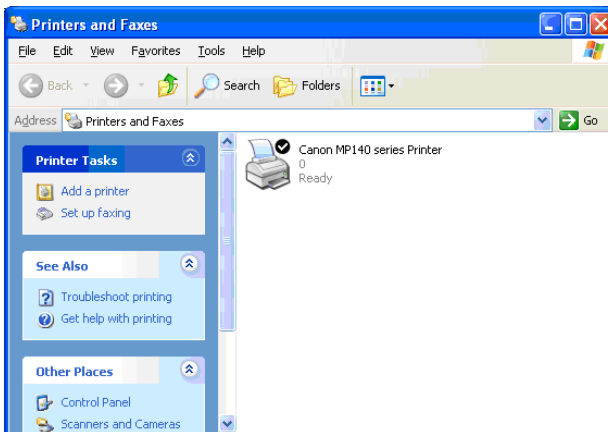 Printers and Faxes
File Edit View Favorites Tools Help
Back Search Folders
Address Printers and Faxes Go
Printer Tasks
Add a printer
Set up faxing
See Also
Troubleshoot printing
Get help with printing
Other Places
Control Panel
Scanners and Cameras
Canon MP140 series Printer
0
Ready